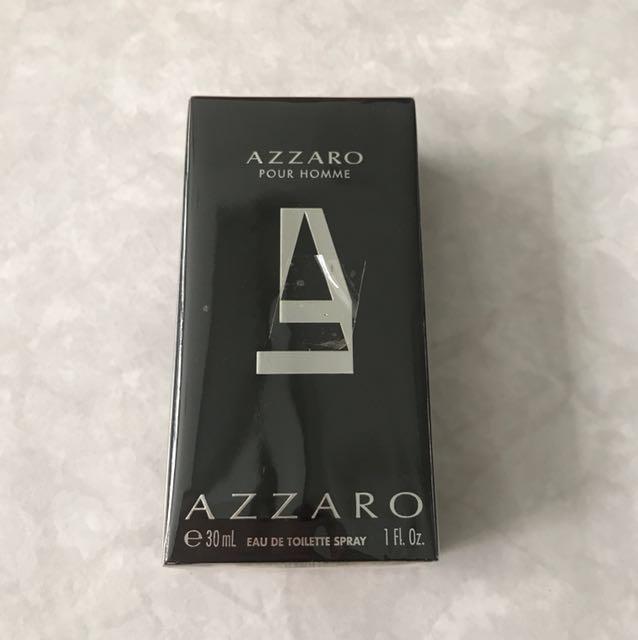 AZZARO
POUR HOMME
AZZARO
℮ 30 mL EAU DE TOILETTE SPRAY 1 Fl. Oz.